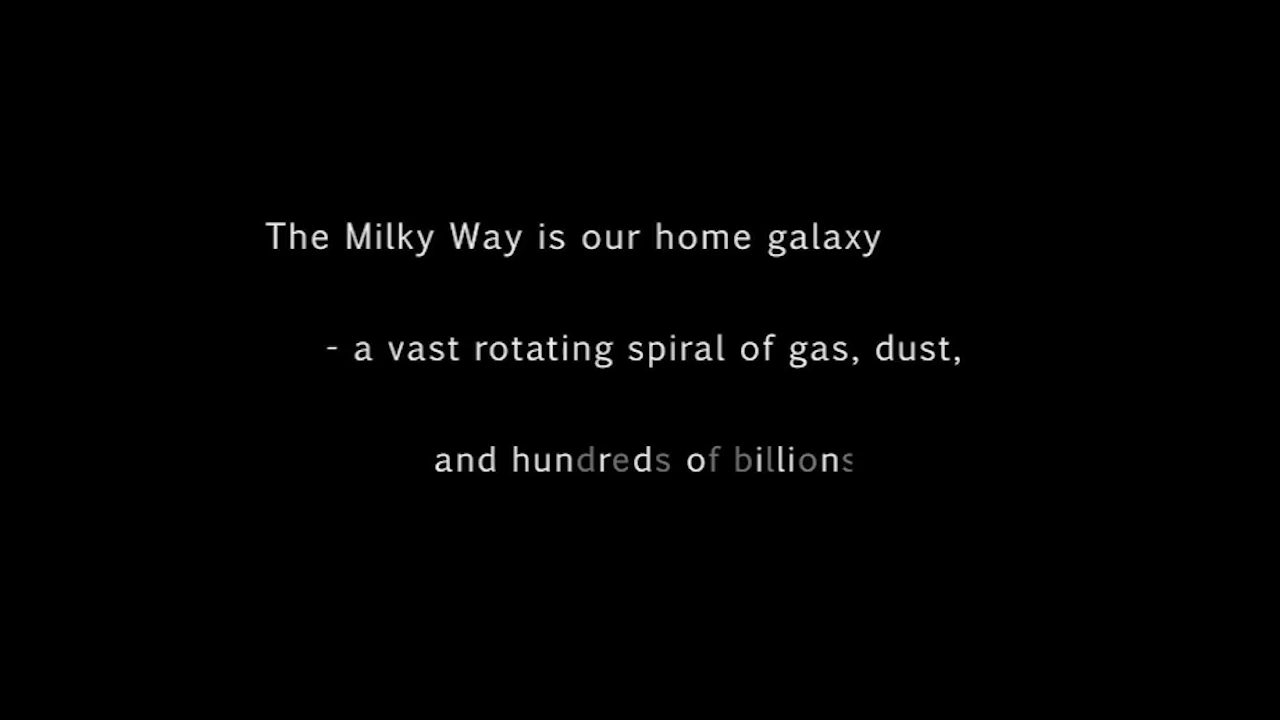 The Milky Way is our home galaxy
- a vast rotating spiral of gas, dust,
and hundreds of billions